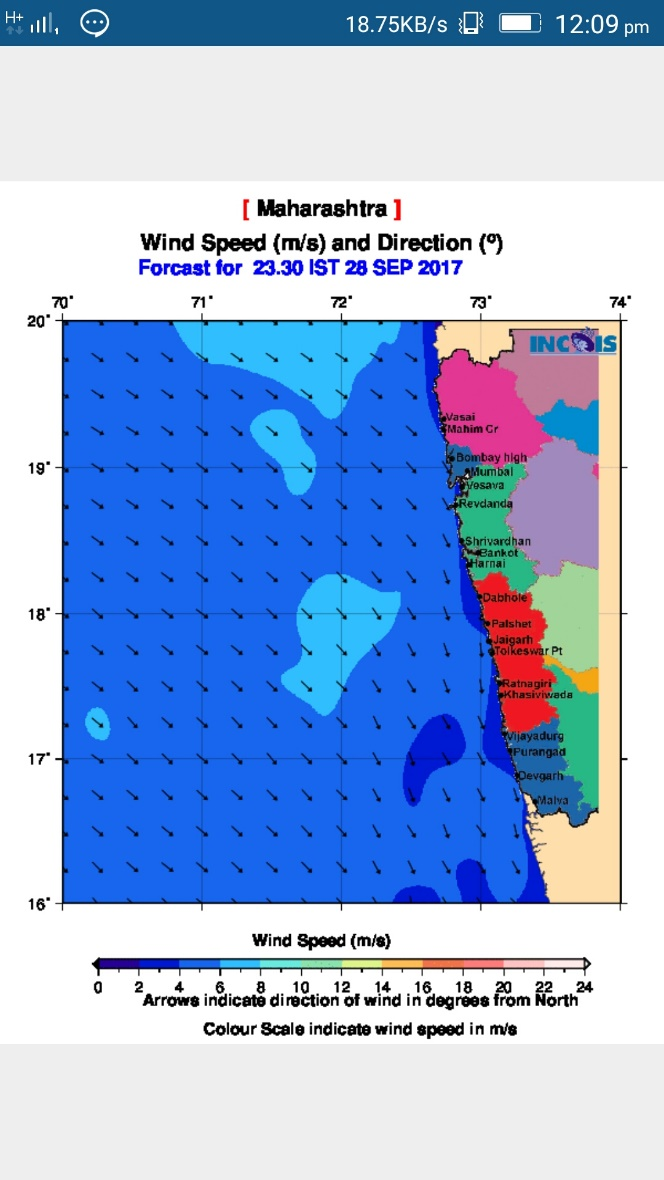 H+ 1 18.75KB/s 12:09 pm
[ Maharashtra ]
Wind Speed (m/s) and Direction (º)
Forcast for 23.30 IST 28 SEP 2017
70˚ 71˚ 72˚ 73˚ 74˚
20˚
INCOIS
Vasai
Mahim Cr
Bombay high
19˚
Mumbai
Vesava
Revdanda
Shrivardhan
Bankot
Harnai
Dabhole
18˚
Palshet
Jaigarh
Tolkeswar Pt
Ratnagiri
Khasiviwada
Vijayadurg
Purangad
17˚
Devgarh
Malva
16˚
Wind Speed (m/s)
0 2 4 6 8 10 12 14 16 18 20 22 24
Arrows indicate direction of wind in degrees from North
Colour Scale indicate wind speed in m/s